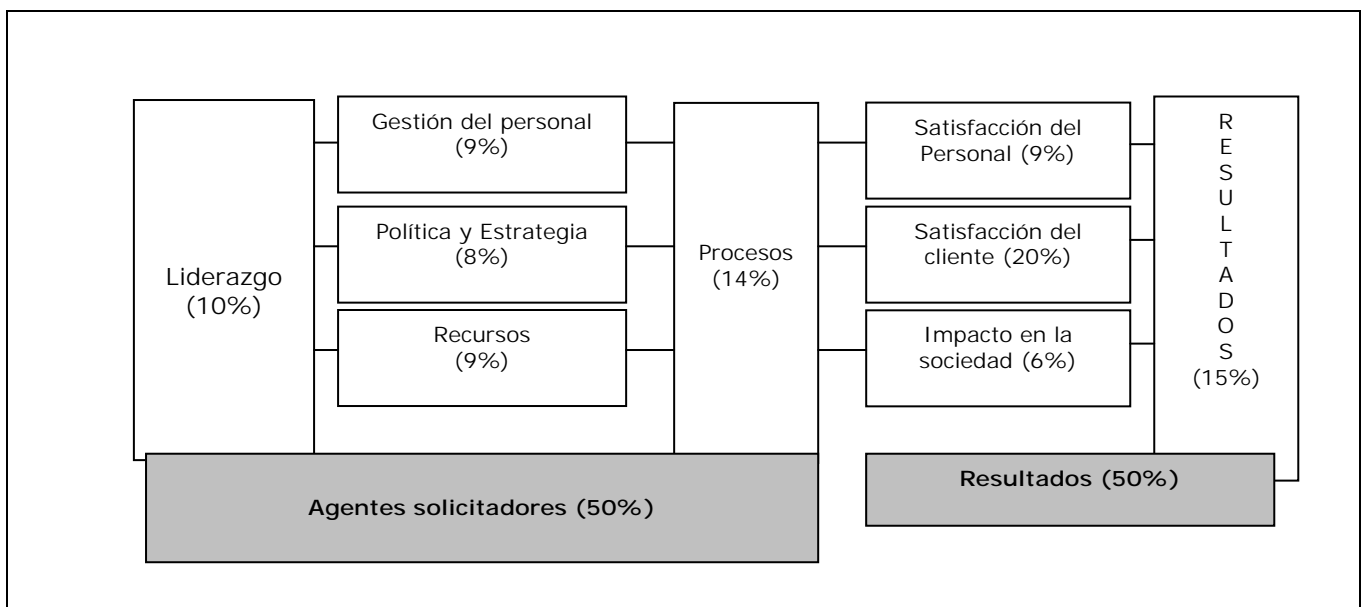 Liderazgo
(10%)
Gestión del personal
(9%)
Política y Estrategia
(8%)
Recursos
(9%)
Procesos
(14%)
Satisfacción del
Personal (9%)
Satisfacción del
cliente (20%)
Impacto en la
sociedad (6%)
R
E
S
U
L
T
A
D
O
S
(15%)
Agentes solicitadores (50%)
Resultados (50%)